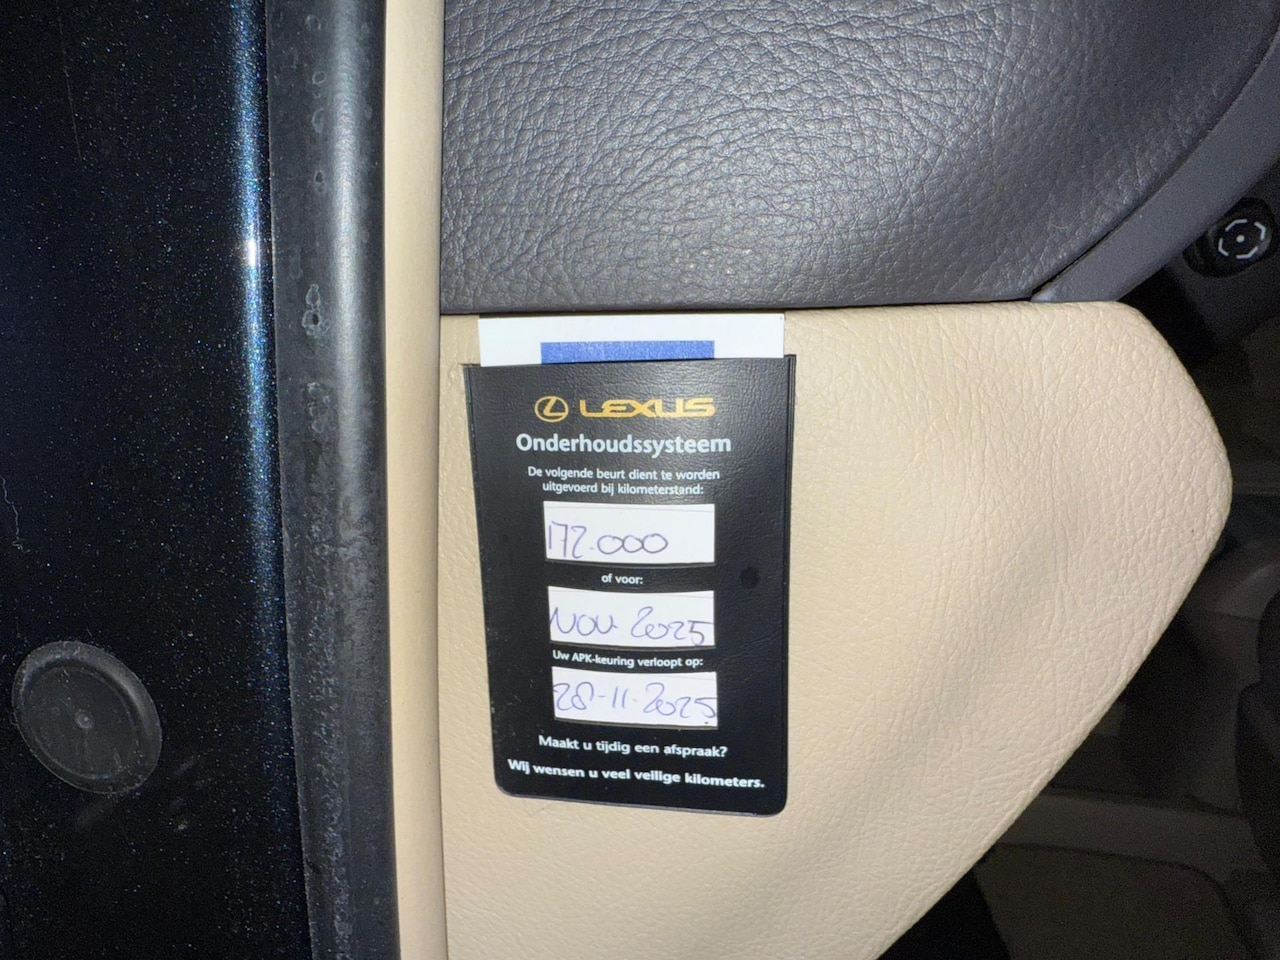 LEXUS
Onderhoudssysteem
De volgende beurt dient te worden
uitgevoerd bij kilometerstand:
172.000
of voor:
NOV. 2025
Uw APK-keuring verloopt op:
28-11-2025
Maakt u tijdig een afspraak?
Wij wensen u veel veilige kilometers.